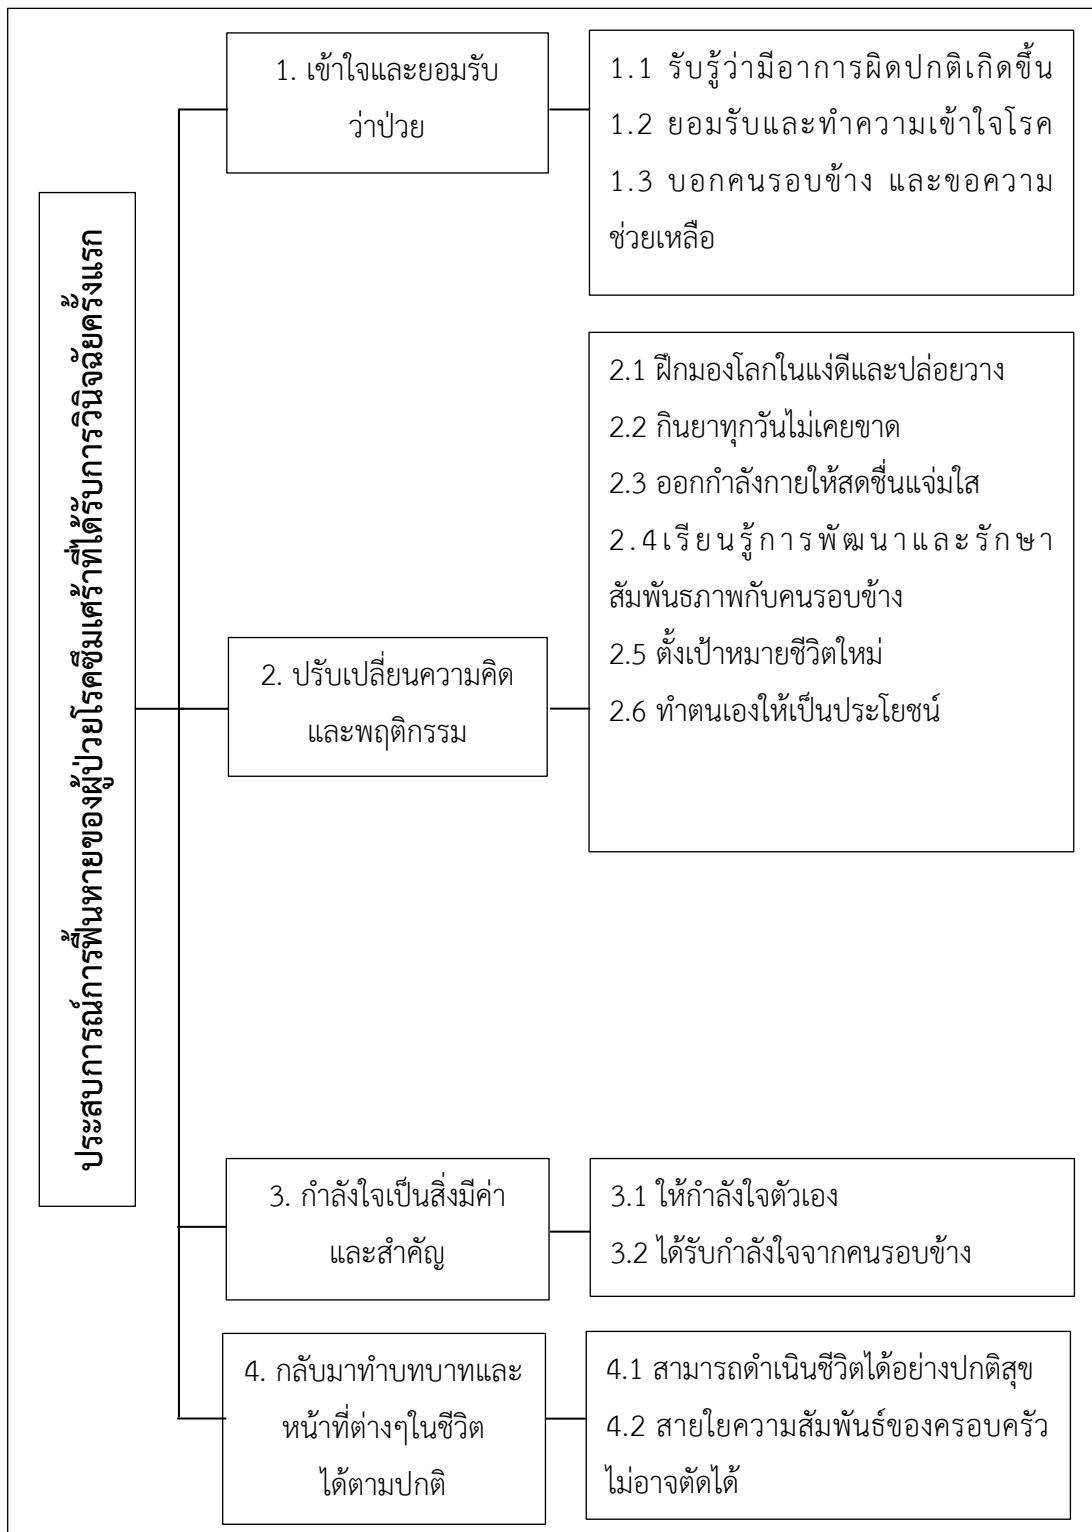 ประสบการณ์การฟื้นหายของผู้ป่วยโรคซึมเศร้าที่ได้รับการวินิจฉัยครั้งแรก
1. เข้าใจและยอมรับ
ว่าป่วย
1.1 รับรู้ว่ามีอาการผิดปกติเกิดขึ้น
1.2 ยอมรับและทำความเข้าใจโรค
1.3 บอกคนรอบข้าง และขอความ
ช่วยเหลือ
2. ปรับเปลี่ยนความคิด
และพฤติกรรม
2.1 ฝึกมองโลกในแง่ดีและปล่อยวาง
2.2 กินยาทุกวันไม่เคยขาด
2.3 ออกกำลังกายให้สดชื่นแจ่มใส
2.4เรียนรู้การพัฒนาและรักษา
สัมพันธภาพกับคนรอบข้าง
2.5 ตั้งเป้าหมายชีวิตใหม่
2.6 ทำตนเองให้เป็นประโยชน์
3. กำลังใจเป็นสิ่งมีค่า
และสำคัญ
3.1 ให้กำลังใจตัวเอง
3.2 ได้รับกำลังใจจากคนรอบข้าง
4. กลับมาทำบทบาทและ
หน้าที่ต่างๆในชีวิต
ได้ตามปกติ
4.1 สามารถดำเนินชีวิตได้อย่างปกติสุข
4.2 สายใยความสัมพันธ์ของครอบครัว
ไม่อาจตัดได้